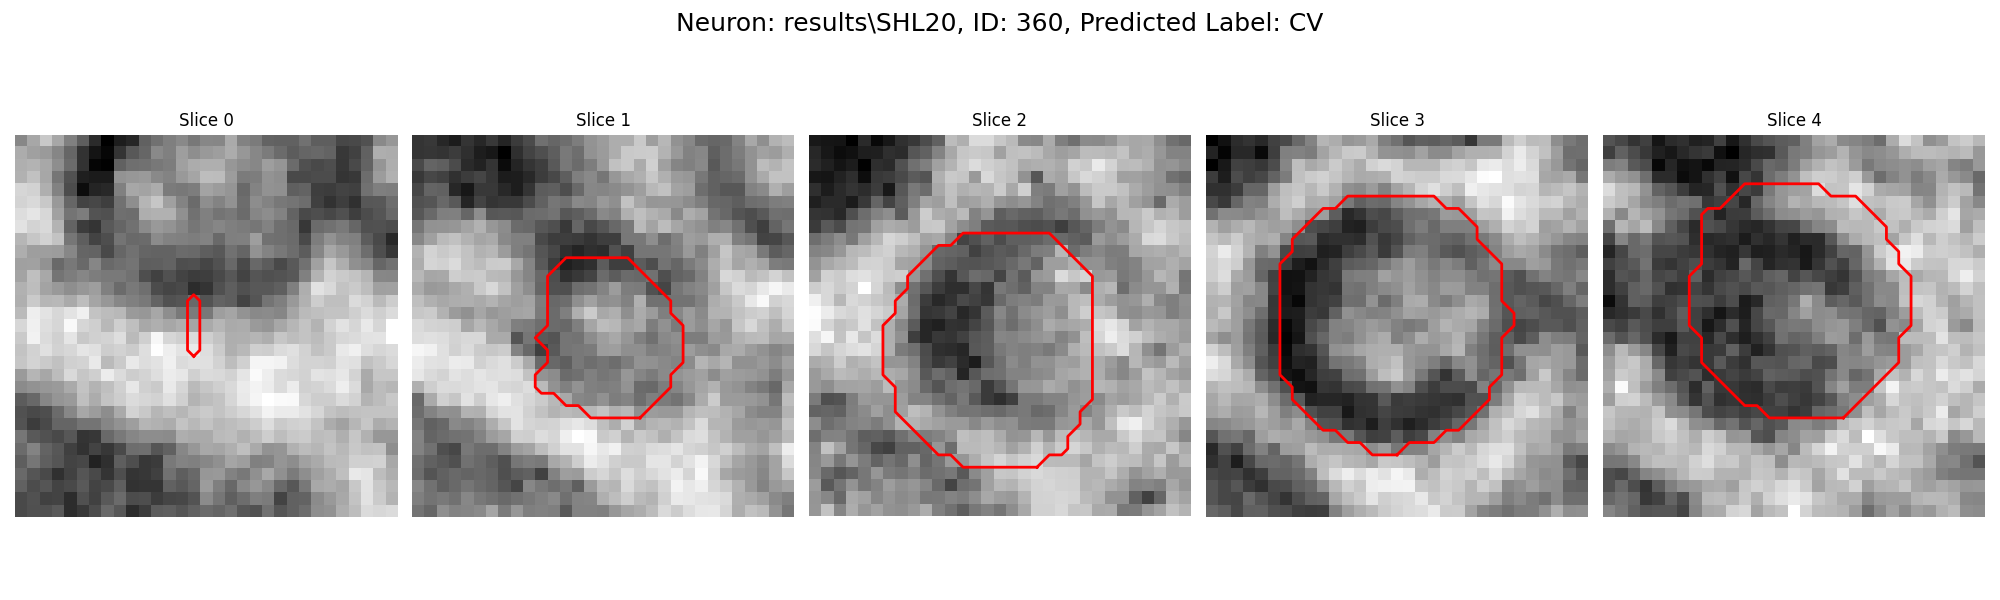 Neuron: results\SHL20, ID: 360, Predicted Label: CV
Slice 0
Slice 1
Slice 2
Slice 3
Slice 4